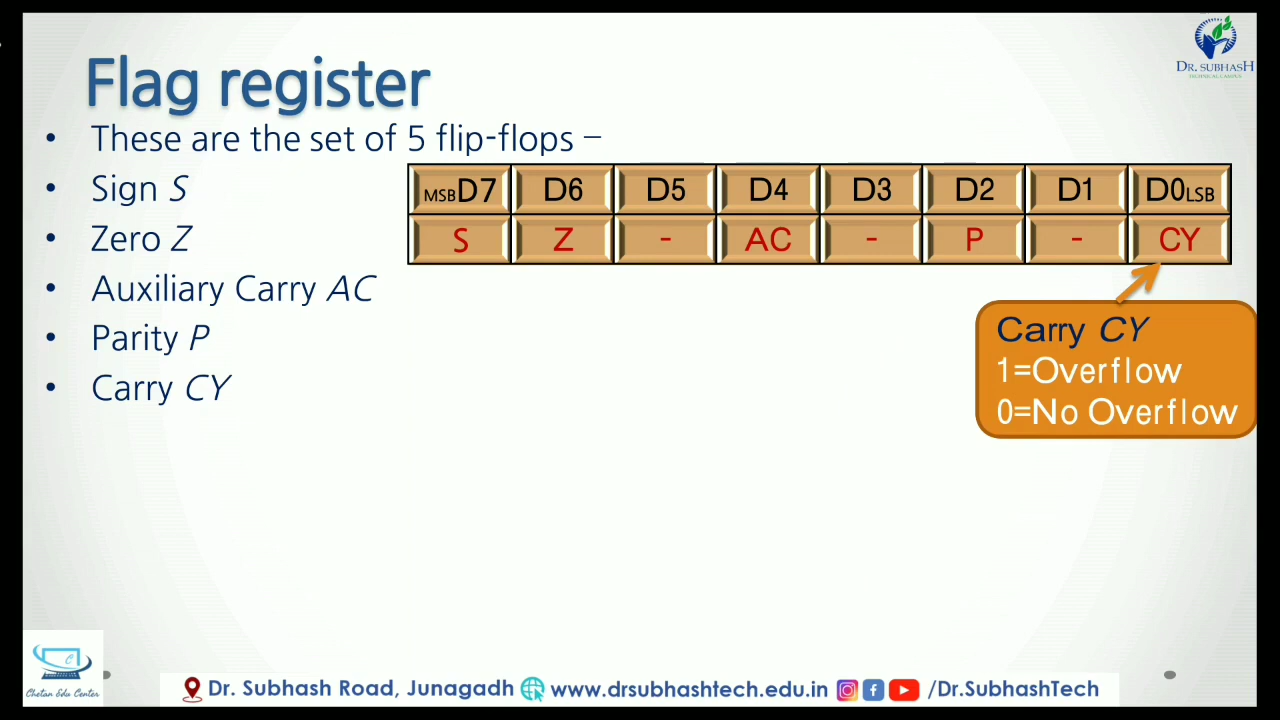 Flag register
DR. SUBHASH
TECHNICAL CAMPUS
• These are the set of 5 flip-flops –
• Sign S
• Zero Z
• Auxiliary Carry AC
• Parity P
• Carry CY
MSBD7 D6 D5 D4 D3 D2 D1 D0LSB
S Z - AC - P - CY
Carry CY
1=Overflow
0=No Overflow
Chetan Edu Center
Dr. Subhash Road, Junagadh www.drsubhashtech.edu.in /Dr.SubhashTech